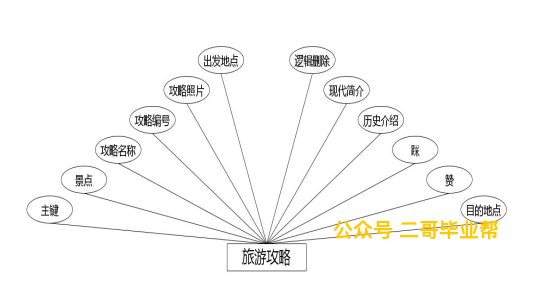 出发地点
逻辑删除
攻略照片
现代简介
攻略编号
历史介绍
攻略名称
踩
景点
赞
主键
目的地点
公众号 二哥毕业帮
旅游攻略